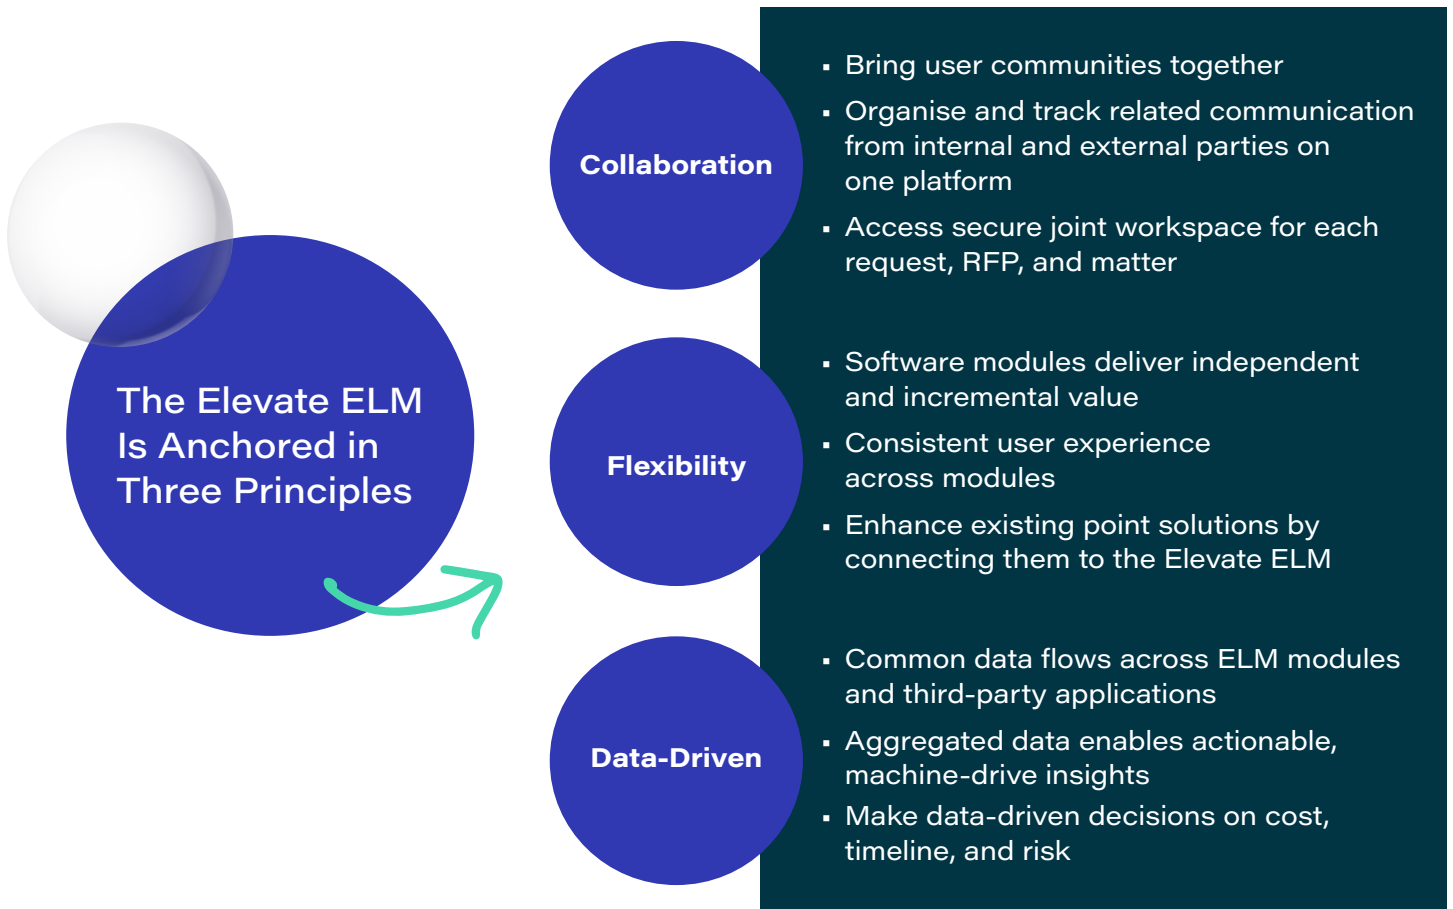 The Elevate ELM
Is Anchored in
Three Principles
Collaboration
▪ Bring user communities together
▪ Organise and track related communication
from internal and external parties on
one platform
▪ Access secure joint workspace for each
request, RFP, and matter
Flexibility
▪ Software modules deliver independent
and incremental value
▪ Consistent user experience
across modules
▪ Enhance existing point solutions by
connecting them to the Elevate ELM
Data-Driven
▪ Common data flows across ELM modules
and third-party applications
▪ Aggregated data enables actionable,
machine-drive insights
▪ Make data-driven decisions on cost,
timeline, and risk